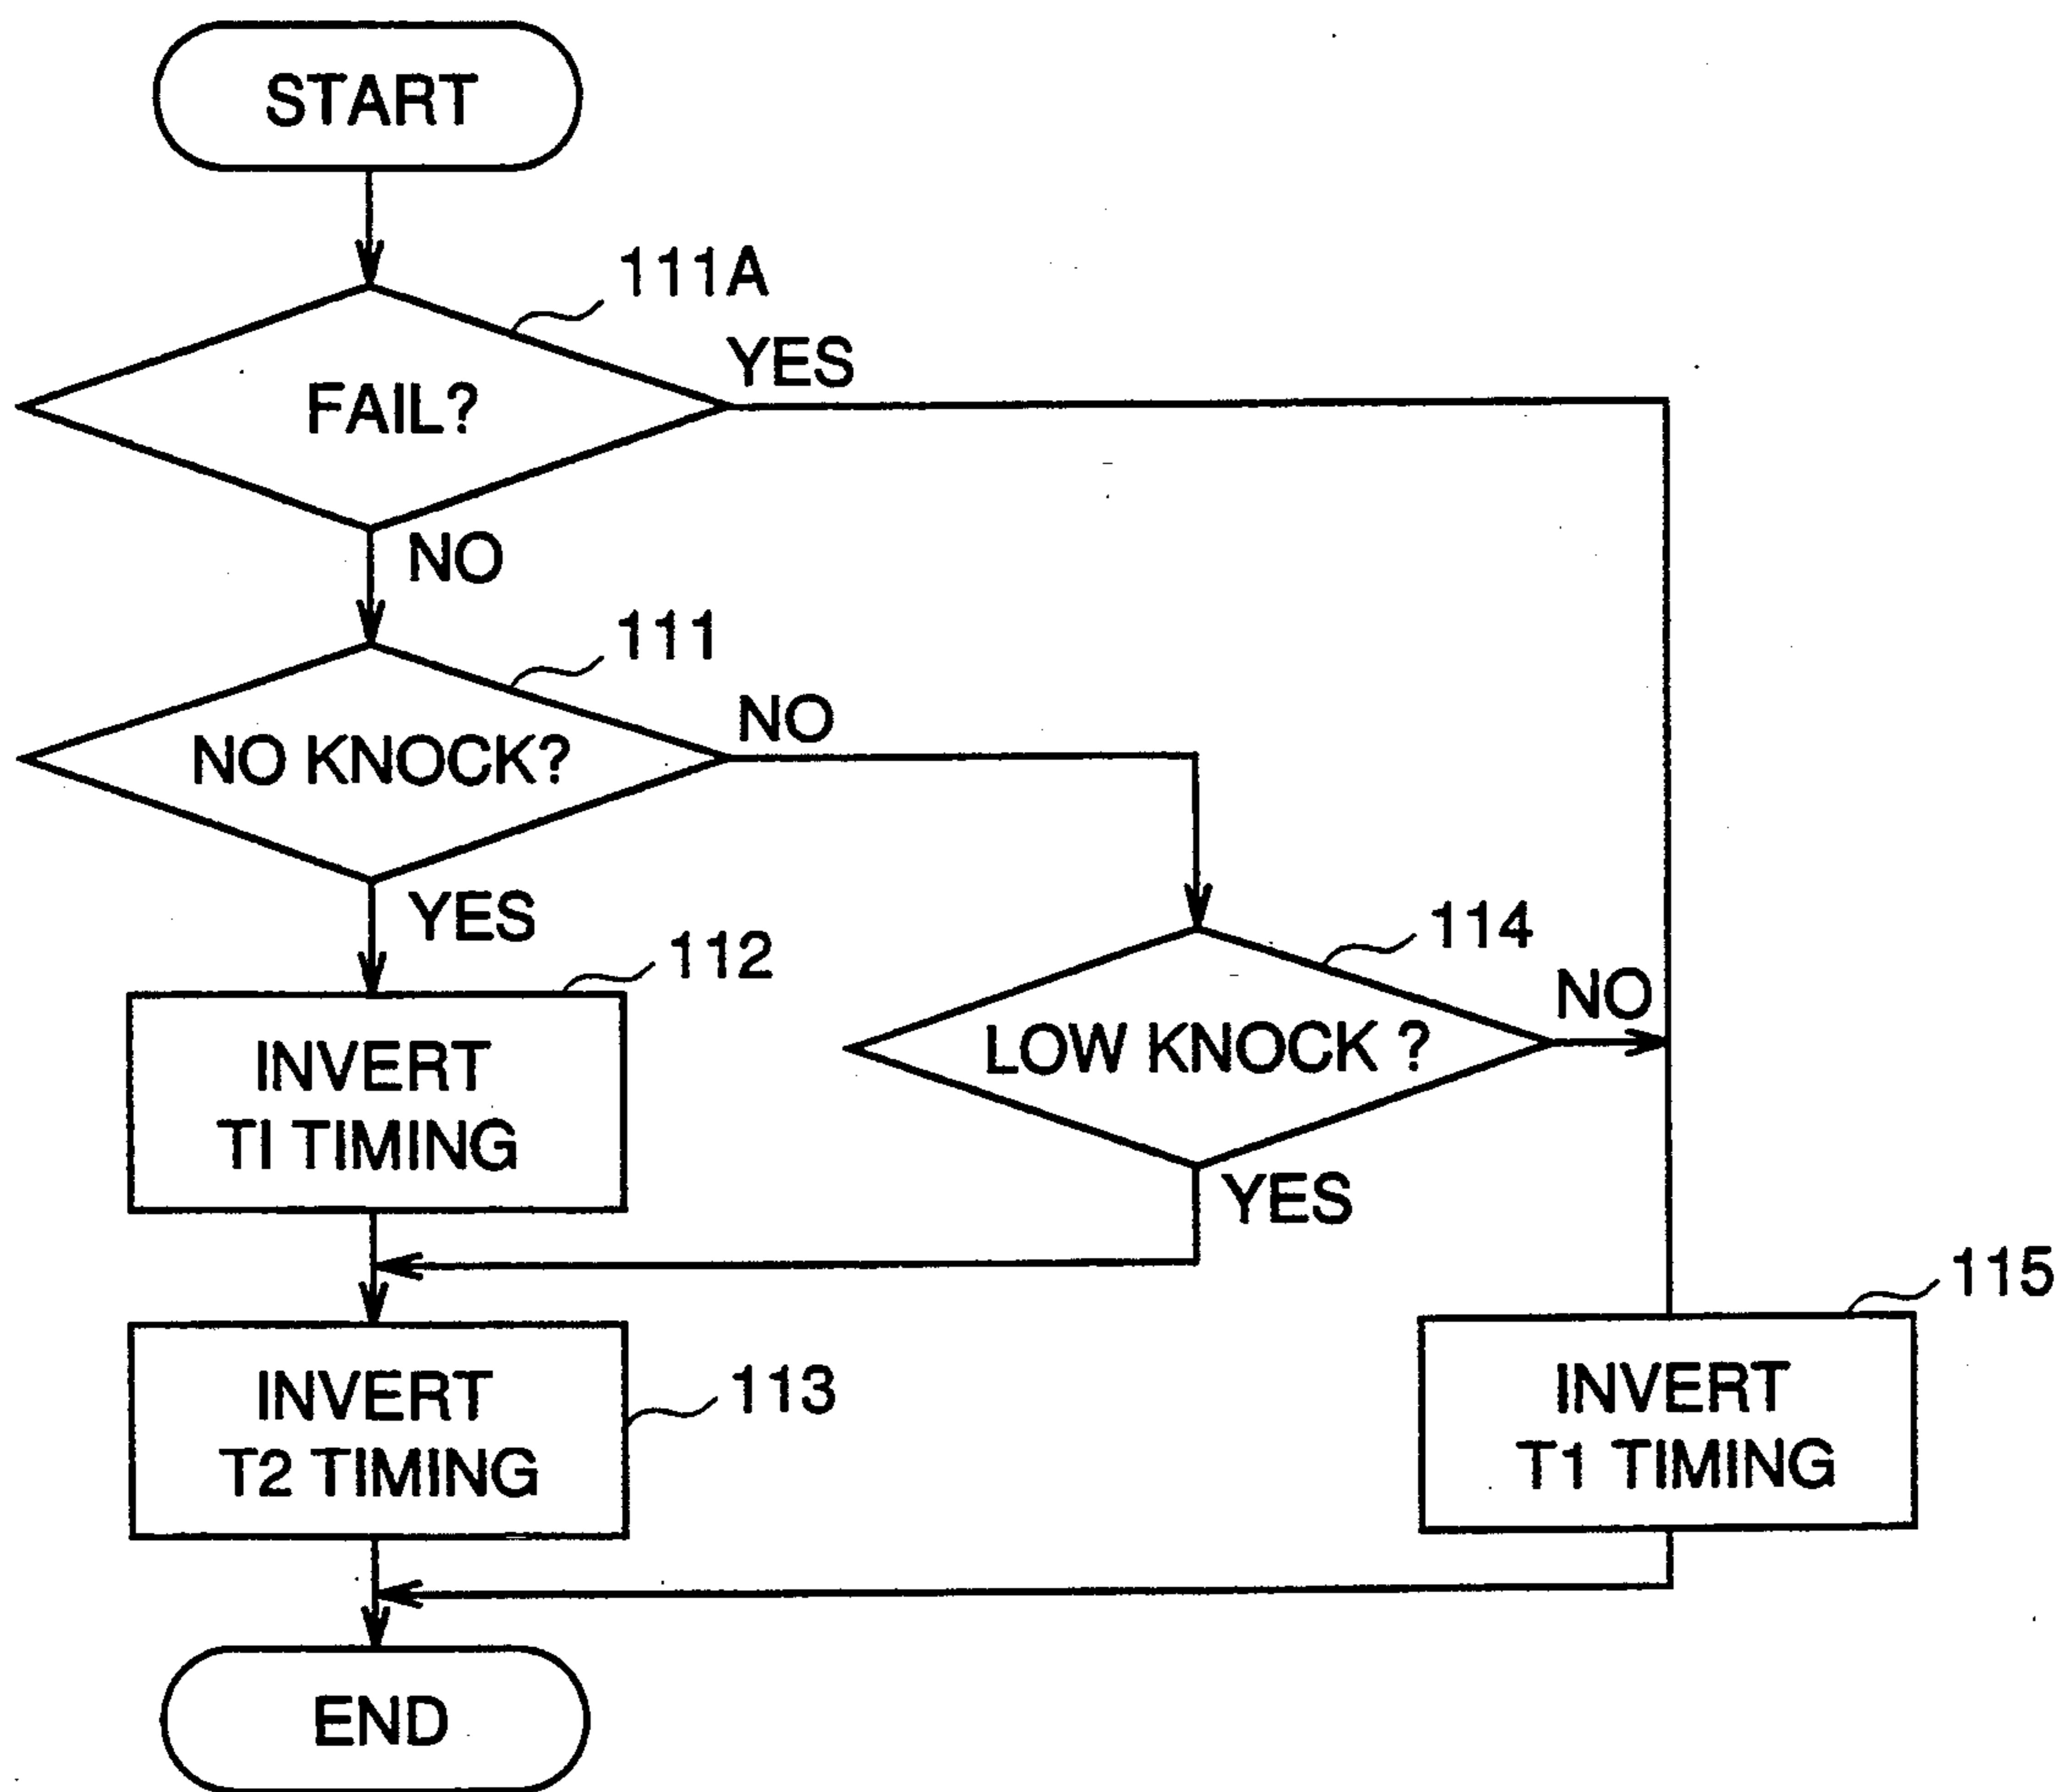 START
111A
FAIL?
YES
NO
111
NO KNOCK?
NO
YES
112
INVERT
TI TIMING
114
LOW KNOCK ?
NO
YES
113
INVERT
T2 TIMING
115
INVERT
T1 TIMING
END